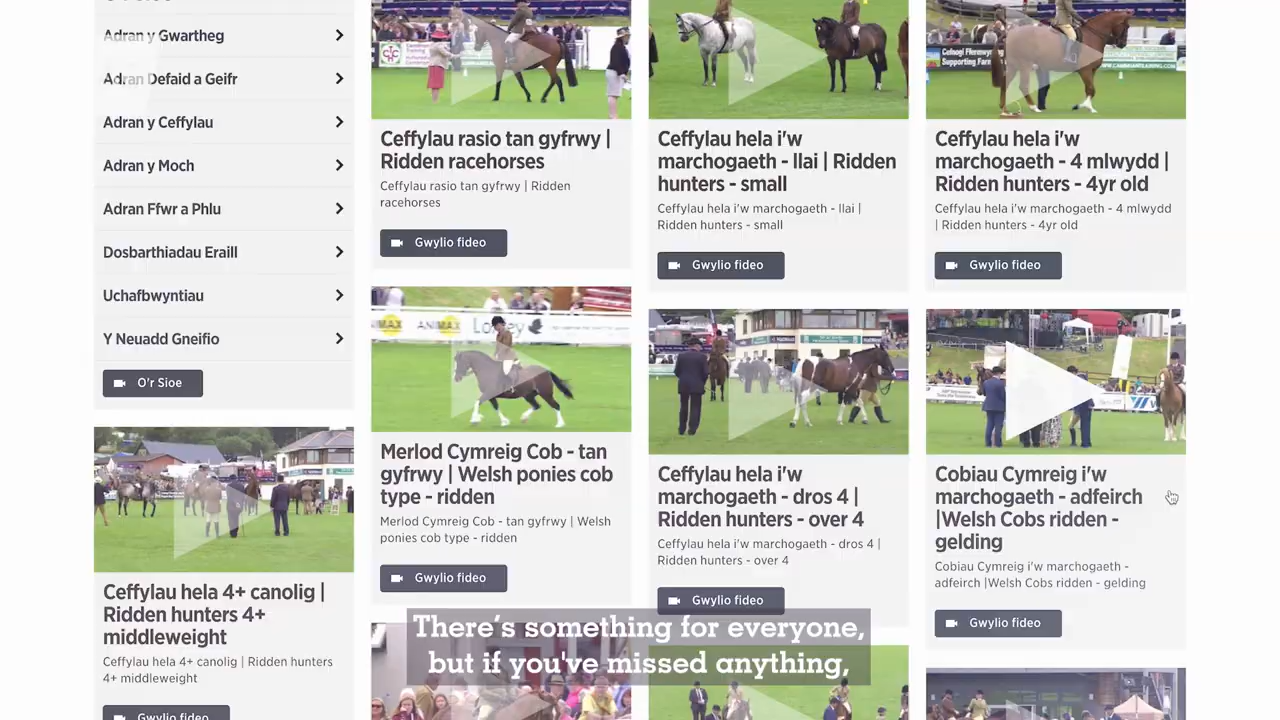 Adran y Gwartheg
Adran Defaid a Geifr
Adran y Ceffylau
Adran y Moch
Adran Ffwr a Phlu
Dosbarthiadau Eraill
Uchafbwyntiau
Y Neuadd Gneifio
O'r Sioe
Ceffylau hela 4+ canolig |
Ridden hunters 4+
middleweight
Ceffylau hela 4+ canolig | Ridden hunters
4+ middleweight
Gwylio fideo
Ceffylau rasio tan gyfrwy |
Ridden racehorses
Ceffylau rasio tan gyfrwy | Ridden
racehorses
Gwylio fideo
Merlod Cymreig Cob - tan
gyfrwy | Welsh ponies cob
type - ridden
Merlod Cymreig Cob - tan gyfrwy | Welsh
ponies cob type - ridden
Gwylio fideo
Ceffylau hela i'w
marchogaeth - llai | Ridden
hunters - small
Ceffylau hela i'w marchogaeth - llai |
Ridden hunters - small
Gwylio fideo
Ceffylau hela i'w
marchogaeth - dros 4 |
Ridden hunters - over 4
Ceffylau hela i'w marchogaeth - dros 4 |
Ridden hunters - over 4
Gwylio fideo
Ceffylau hela i'w
marchogaeth - 4 mlwydd |
Ridden hunters - 4yr old
Ceffylau hela i'w marchogaeth - 4 mlwydd
| Ridden hunters - 4yr old
Gwylio fideo
Cobiau Cymreig i'w
marchogaeth - adfeirch
|Welsh Cobs ridden -
gelding
Cobiau Cymreig i'w marchogaeth -
adfeirch |Welsh Cobs ridden - gelding
Gwylio fideo
There's something for everyone,
but if you've missed anything,